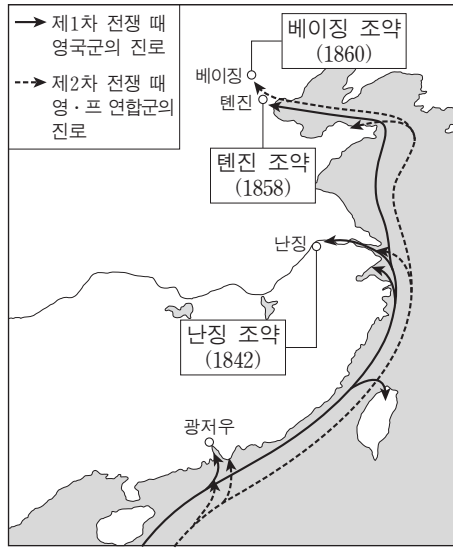 제1차 전쟁 때
영국군의 진로
제2차 전쟁 때
영·프 연합군의
진로
베이징 조약
(1860)
베이징
톈진
톈진 조약
(1858)
난징
난징 조약
(1842)
광저우